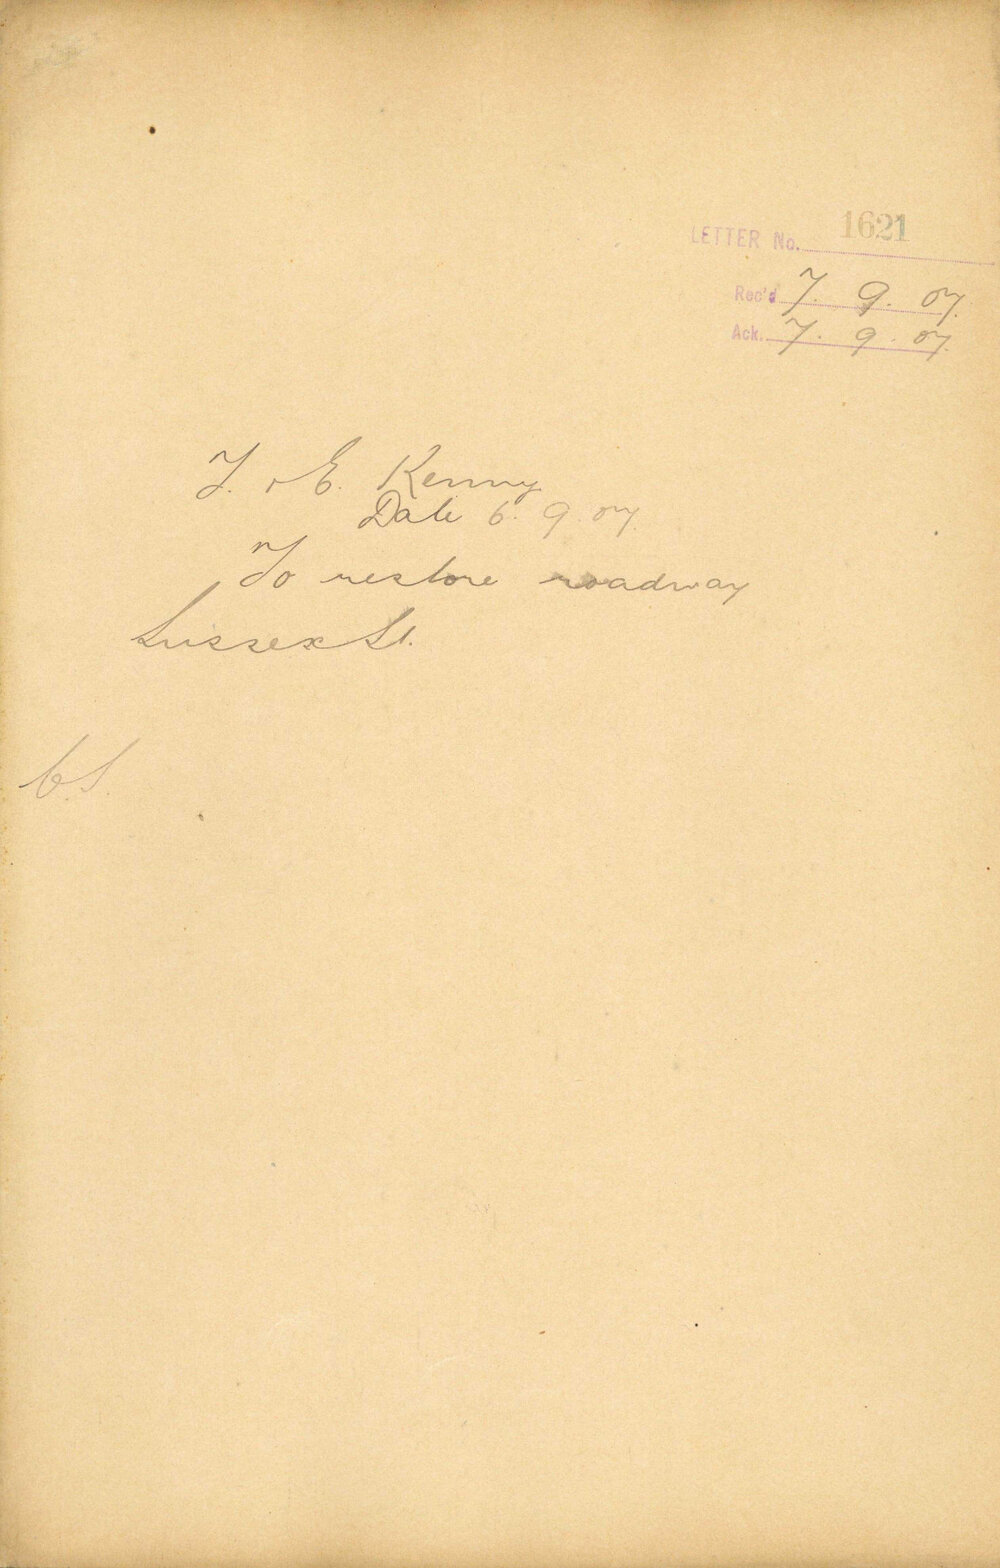 LETTER No. 1621
Rec'd 7. 9. 07.
Ack. 7. 9. 07.
T. & E. Kenny
Date 6. 9. 07
To restore roadway
Sussex St.
C.S.